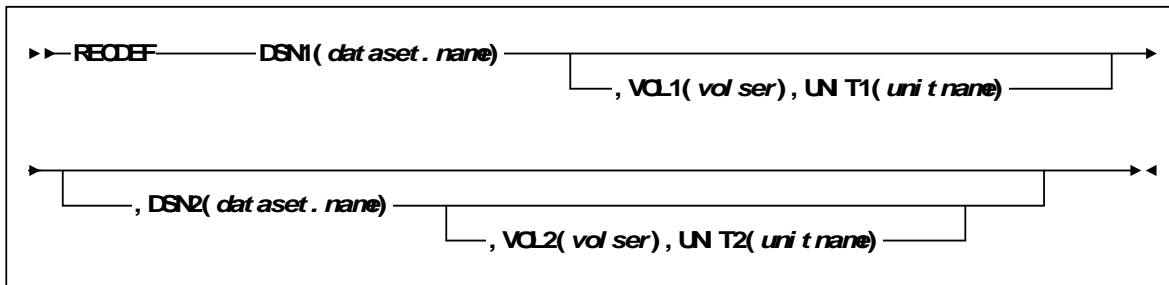 RECDEF DSN1(dataset.name)
, VOL1(volser), UNIT1(unitname)
, DSN2(dataset.name)
, VOL2(volser), UNIT2(unitname)